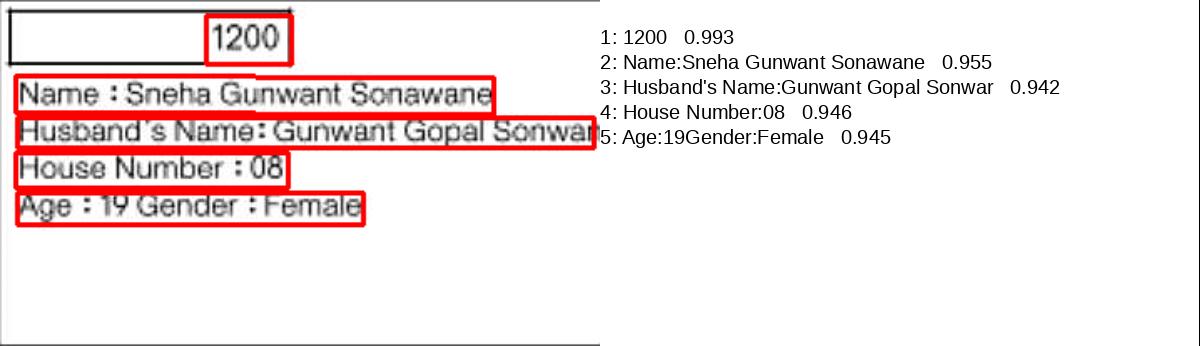 1200
Name : Sneha Gunwant Sonawane
Husband's Name: Gunwant Gopal Sonwar
House Number : 08
Age : 19 Gender : Female
1: 1200 0.993
2: Name:Sneha Gunwant Sonawane 0.955
3: Husband's Name:Gunwant Gopal Sonwar 0.942
4: House Number:08 0.946
5: Age:19Gender:Female 0.945